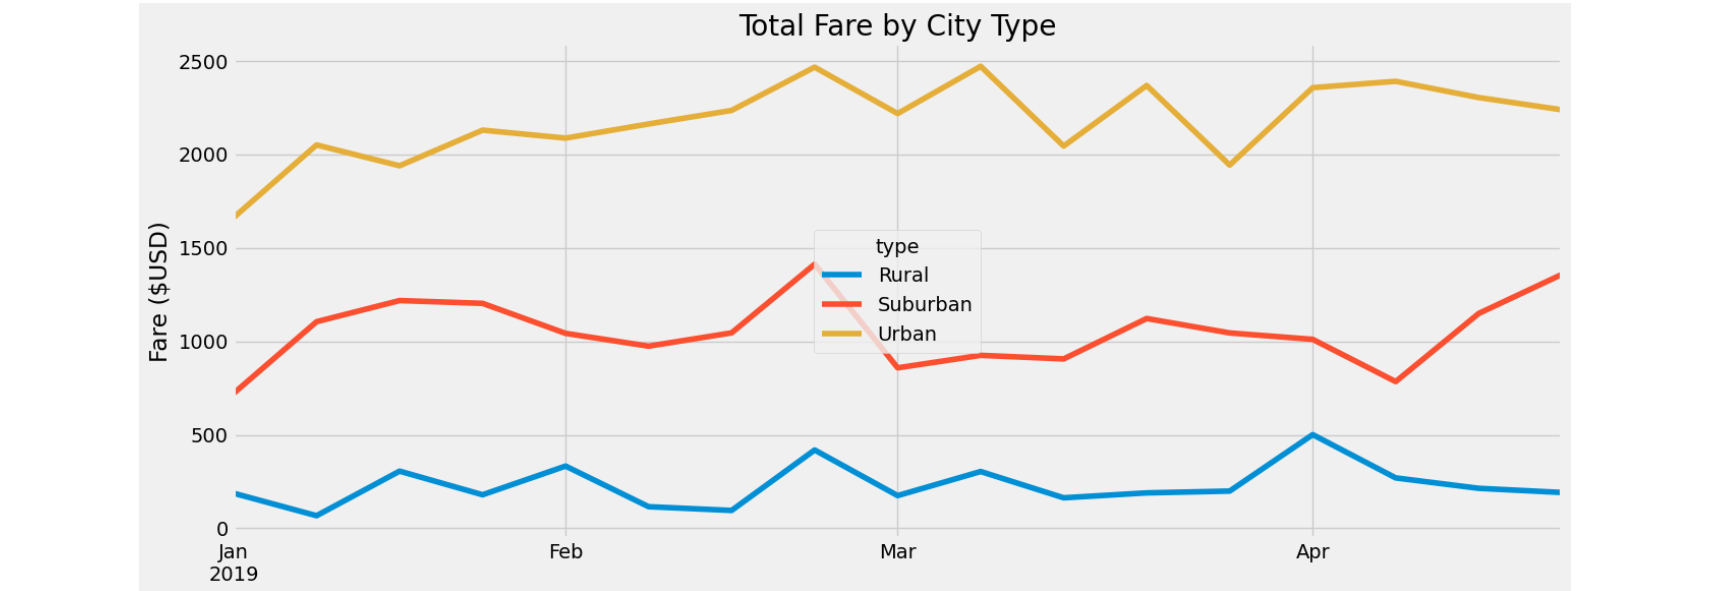 Total Fare by City Type
Fare ($USD)
2500
2000
1500
1000
500
0
type
Rural
Suburban
Urban
Jan
2019
Feb
Mar
Apr